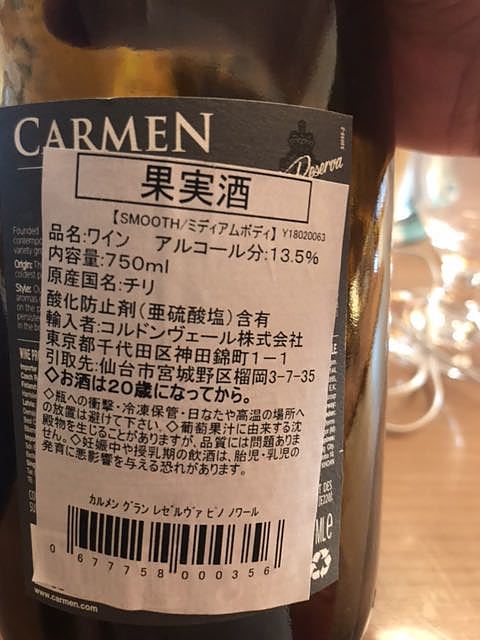 CARMEN
Reserva
果実酒
【SMOOTH/ミディアムボディ】Y18020063
品名:ワイン アルコール分:13.5%
内容量:750ml
原産国名:チリ
酸化防止剤(亜硫酸塩)含有
輸入者:コルドンヴェール株式会社
東京都千代田区神田錦町1-1
引取先:仙台市宮城野区榴岡3-7-35
◇お酒は20歳になってから。
◇瓶への衝撃・冷凍保管・日なたや高温の場所へ
の放置は避けて下さい。◇葡萄果汁に由来する沈
殿物を生じることがありますが、品質には問題ありま
せん。◇妊娠中や授乳期の飲酒は、胎児・乳児の
発育に悪影響を与える恐れがあります。
カルメン グラン レゼルヴァ ピノ ノワール
0 677758 000356
www.carmen.com